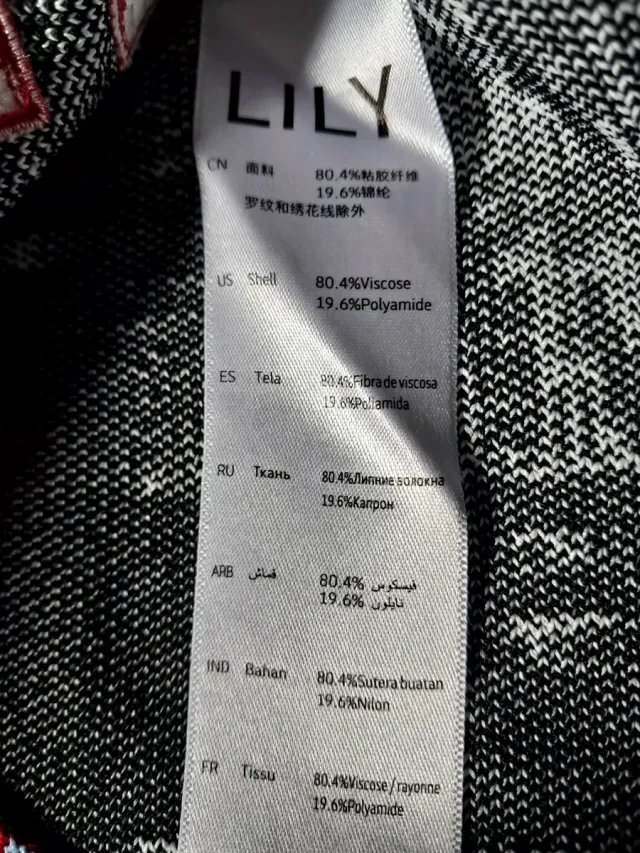 LILY
CN 面料 80.4%粘胶纤维
19.6%锦纶
罗纹和绣花线除外
US Shell 80.4%Viscose
19.6%Polyamide
ES Tela 80.4%Fibra de viscosa
19.6%Poliamida
RU Ткань 80.4%Липкие волокна
19.6%Капрон
ARB قماش 80.4% فيسكوس
19.6% نايلون
IND Bahan 80.4%Sutera buatan
19.6%Nilon
FR Tissu 80.4%Viscose/rayonne
19.6%Polyamide